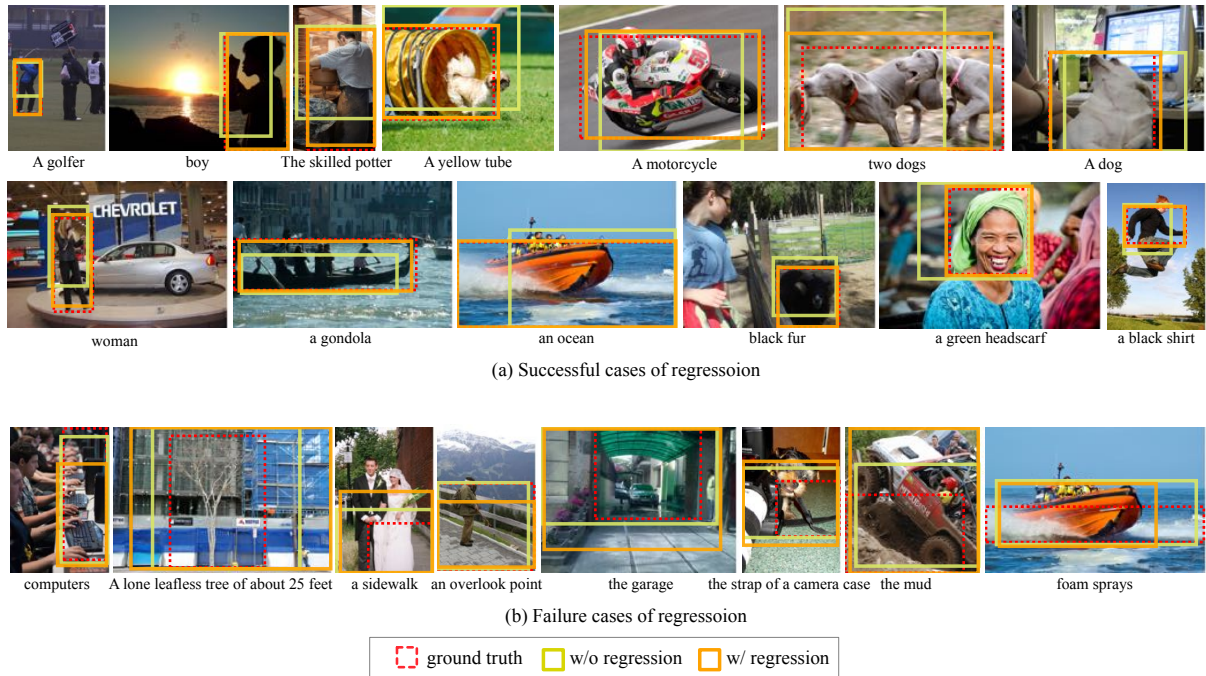 A golfer
boy
The skilled potter
A yellow tube
A motorcycle
two dogs
A dog
CHEVROLET
woman
a gondola
an ocean
black fur
a green headscarf
a black shirt
(a) Successful cases of regressoion
computers
A lone leafless tree of about 25 feet
a sidewalk
an overlook point
the garage
the strap of a camera case
the mud
foam sprays
(b) Failure cases of regressoion
ground truth
w/o regression
w/ regression